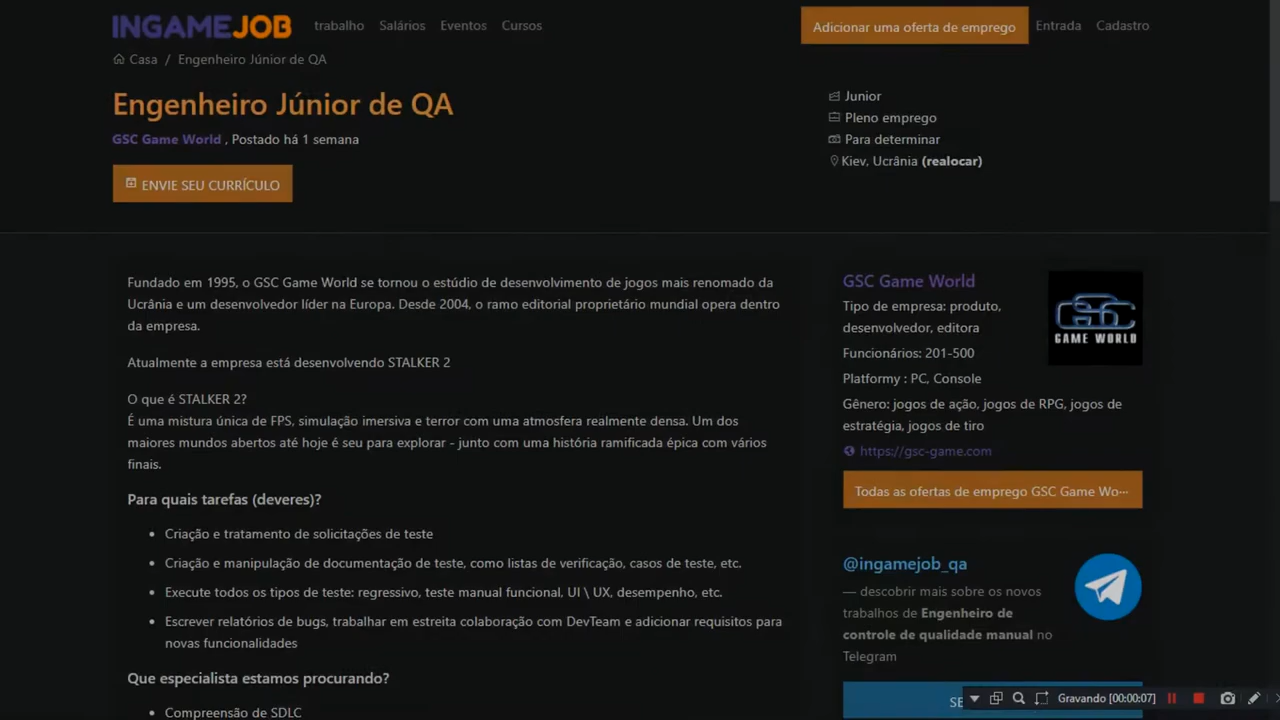 INGAMEJOB trabalho Salários Eventos Cursos Adicionar uma oferta de emprego Entrada Cadastro
Casa / Engenheiro Júnior de QA
Engenheiro Júnior de QA
GSC Game World , Postado há 1 semana
ENVIE SEU CURRÍCULO
Junior
Pleno emprego
Para determinar
Kiev, Ucrânia (realocar)
Fundado em 1995, o GSC Game World se tornou o estúdio de desenvolvimento de jogos mais renomado da
Ucrânia e um desenvolvedor líder na Europa. Desde 2004, o ramo editorial proprietário mundial opera dentro
da empresa.
Atualmente a empresa está desenvolvendo STALKER 2
O que é STALKER 2?
É uma mistura única de FPS, simulação imersiva e terror com uma atmosfera realmente densa. Um dos
maiores mundos abertos até hoje é seu para explorar - junto com uma história ramificada épica com vários
finais.
Para quais tarefas (deveres)?
• Criação e tratamento de solicitações de teste
• Criação e manipulação de documentação de teste, como listas de verificação, casos de teste, etc.
• Execute todos os tipos de teste: regressivo, teste manual funcional, UI \ UX, desempenho, etc.
• Escrever relatórios de bugs, trabalhar em estreita colaboração com DevTeam e adicionar requisitos para
novas funcionalidades
Que especialista estamos procurando?
• Compreensão de SDLC
GSC Game World
Tipo de empresa: produto,
desenvolvedor, editora
Funcionários: 201-500
Platformy : PC, Console
Gênero: jogos de ação, jogos de RPG, jogos de
estratégia, jogos de tiro
https://gsc-game.com
GSC
GAME WORLD
Todas as ofertas de emprego GSC Game Wo···
@ingamejob_qa
— descobrir mais sobre os novos
trabalhos de Engenheiro de
controle de qualidade manual no
Telegram
Gravando [00:00:07]